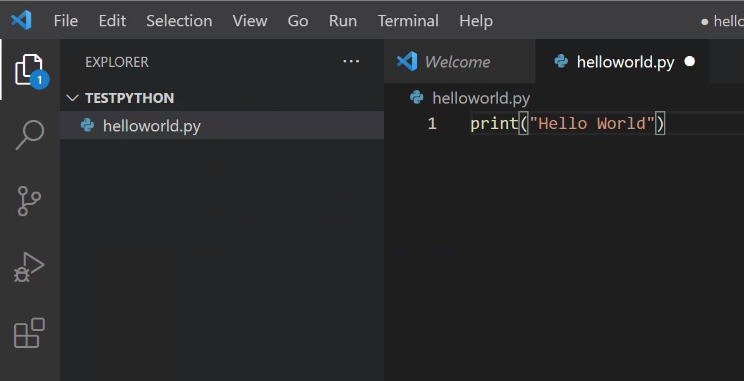 File Edit Selection View Go Run Terminal Help ● hello
EXPLORER ···
1
TESTPYTHON
helloworld.py
Welcome
helloworld.py ●
helloworld.py
1 print("Hello World")